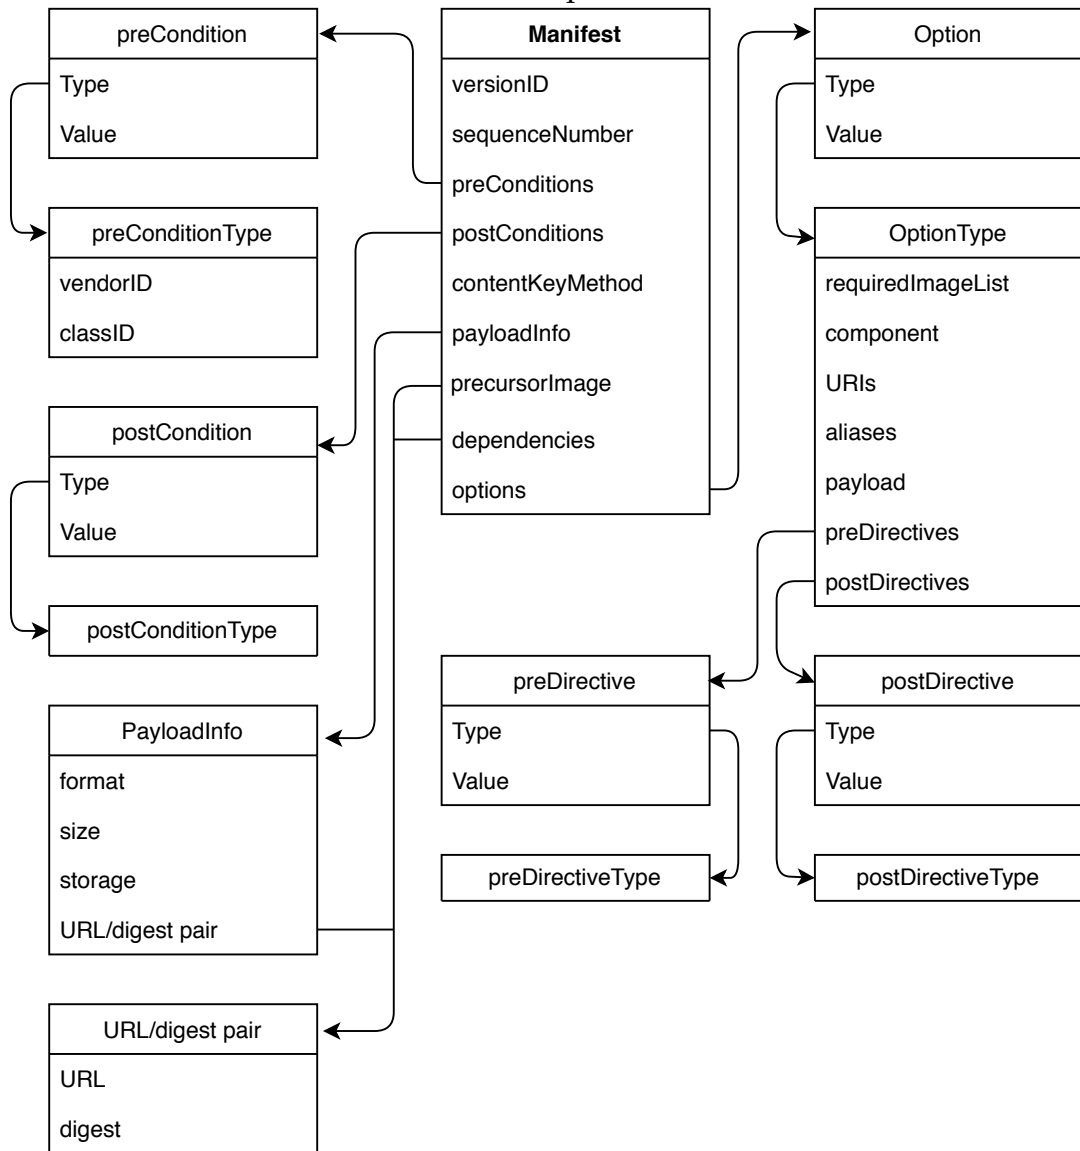 preCondition
Type
Value
preConditionType
vendorID
classID
postCondition
Type
Value
postConditionType
PayloadInfo
format
size
storage
URL/digest pair
URL/digest pair
URL
digest
Manifest
versionID
sequenceNumber
preConditions
postConditions
contentKeyMethod
payloadInfo
precursorImage
dependencies
options
preDirective
Type
Value
preDirectiveType
Option
Type
Value
OptionType
requiredImageList
component
URIs
aliases
payload
preDirectives
postDirectives
postDirective
Type
Value
postDirectiveType